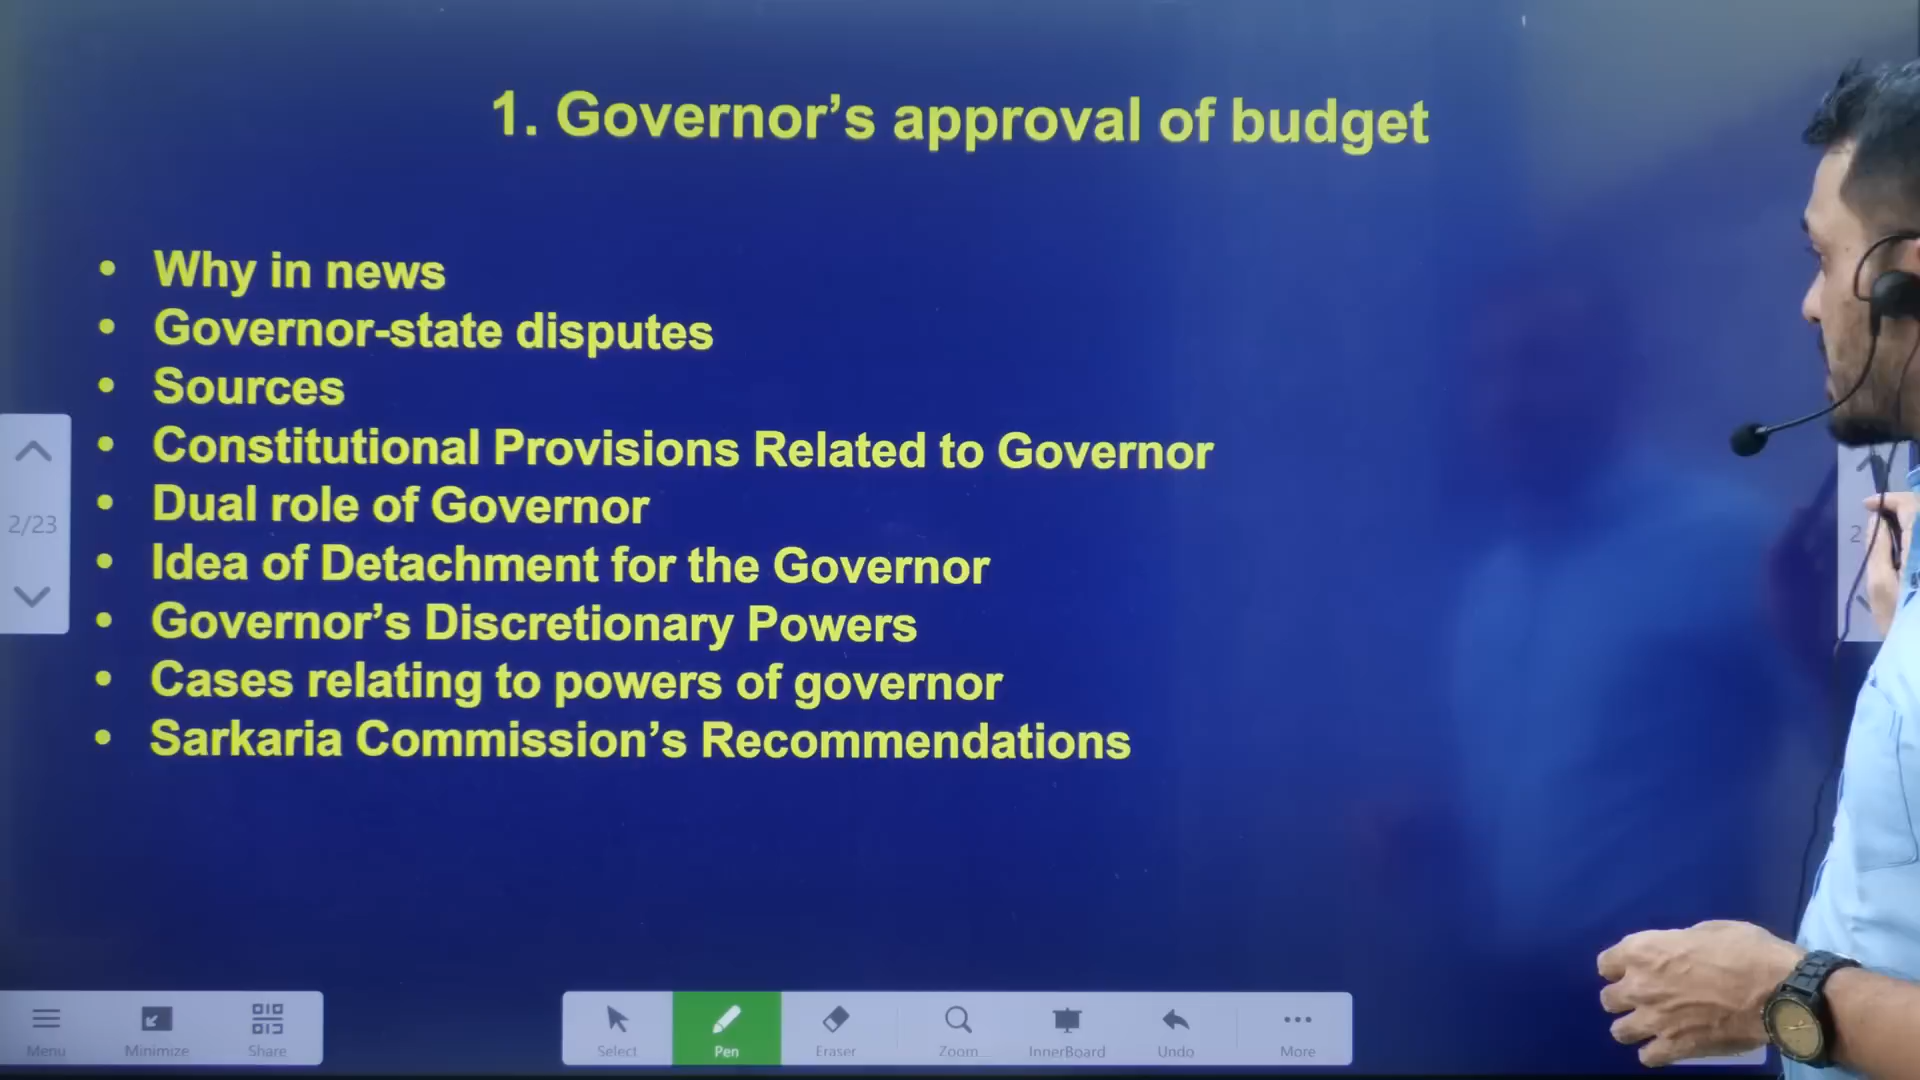 1. Governor’s approval of budget
• Why in news
• Governor-state disputes
• Sources
• Constitutional Provisions Related to Governor
• Dual role of Governor
• Idea of Detachment for the Governor
• Governor’s Discretionary Powers
• Cases relating to powers of governor
• Sarkaria Commission’s Recommendations
2/23
2
Menu Minimize Share Select Pen Eraser Zoom... InnerBoard Undo More